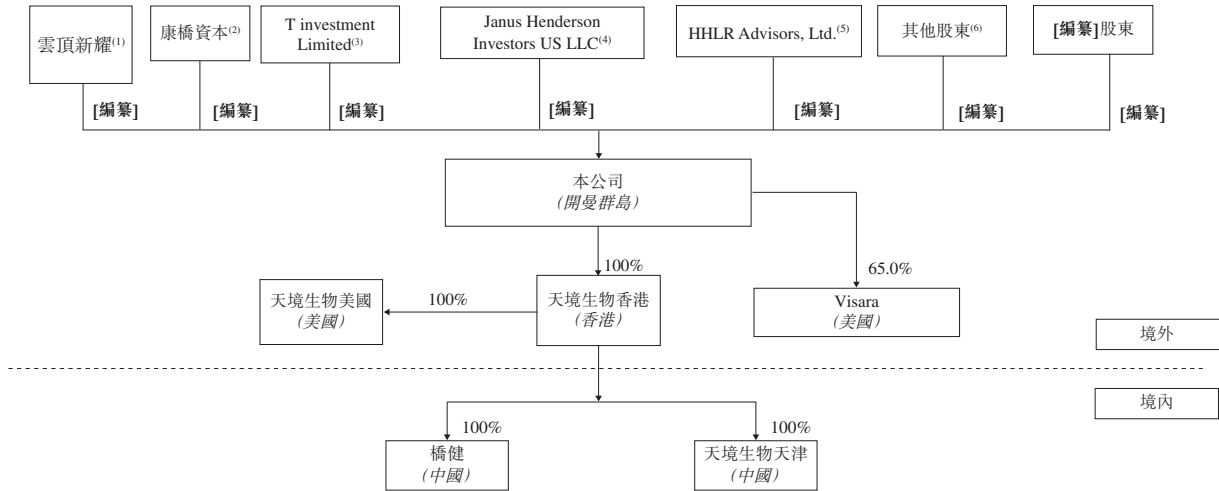 雲頂新耀(1)
康橋資本(2)
T investment
Limited(3)
Janus Henderson
Investors US LLC(4)
HHLR Advisors, Ltd.(5)
其他股東(6)
[編纂]股東
[編纂]
[編纂]
[編纂]
[編纂]
[編纂]
[編纂]
[編纂]
本公司
(開曼群島)
100%
65.0%
天境生物美國
(美國)
100%
天境生物香港
(香港)
Visara
(美國)
境外
境內
100%
100%
橋健
(中國)
天境生物天津
(中國)